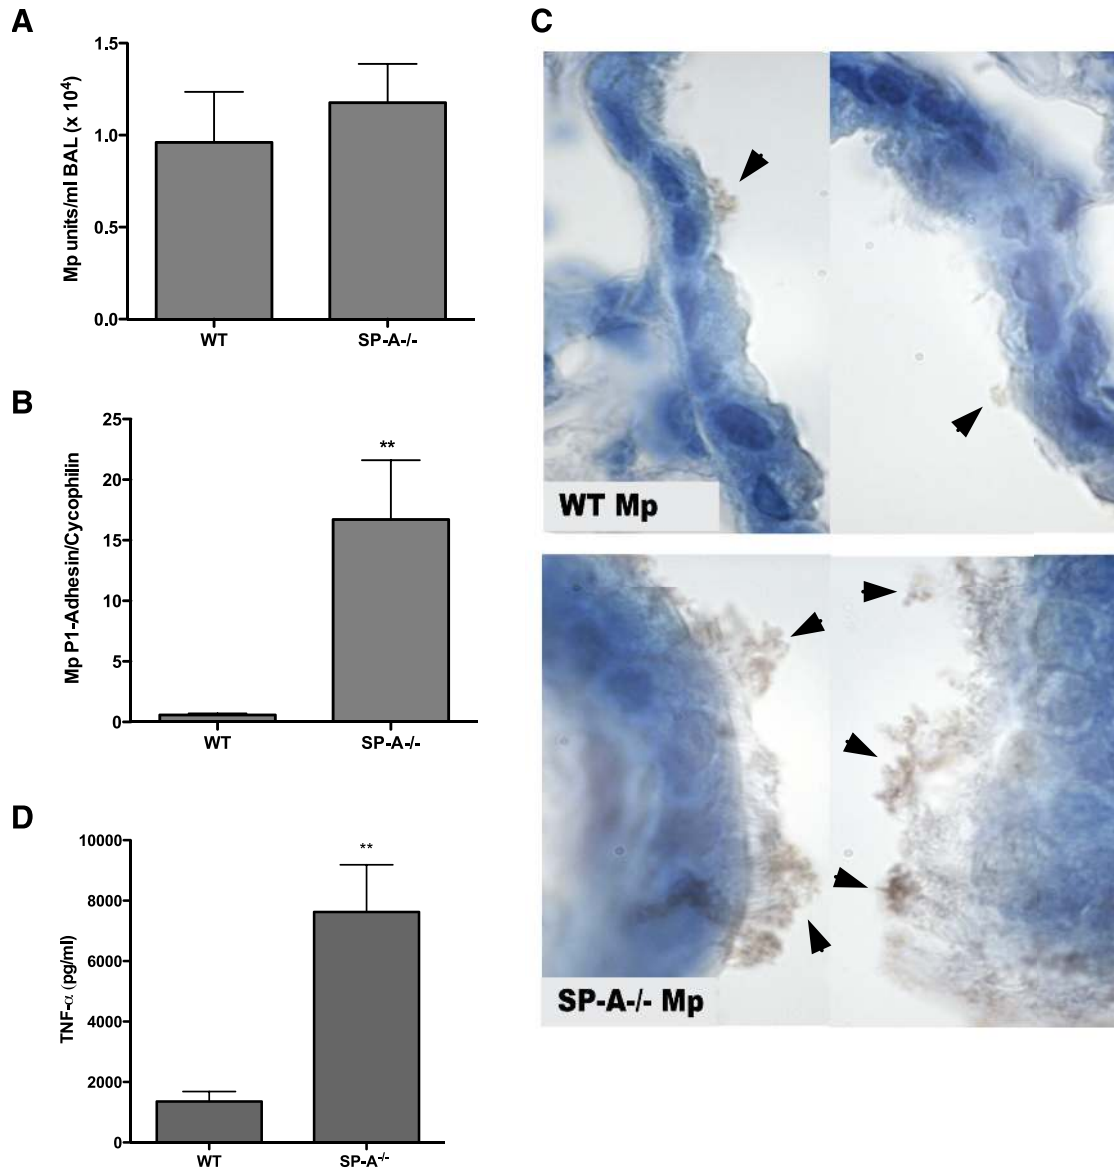 A
Mp units/ml BAL (x 10⁴)
1.5
1.0
0.5
0.0
WT
SP-A-/-
B
Mp P1-Adhesin/Cycophilin
25
20
15
10
5
0
**
WT
SP-A-/-
C
WT Mp
SP-A-/- Mp
D
TNF-α (pg/ml)
10000
8000
6000
4000
2000
0
**
WT
SP-A⁻/⁻